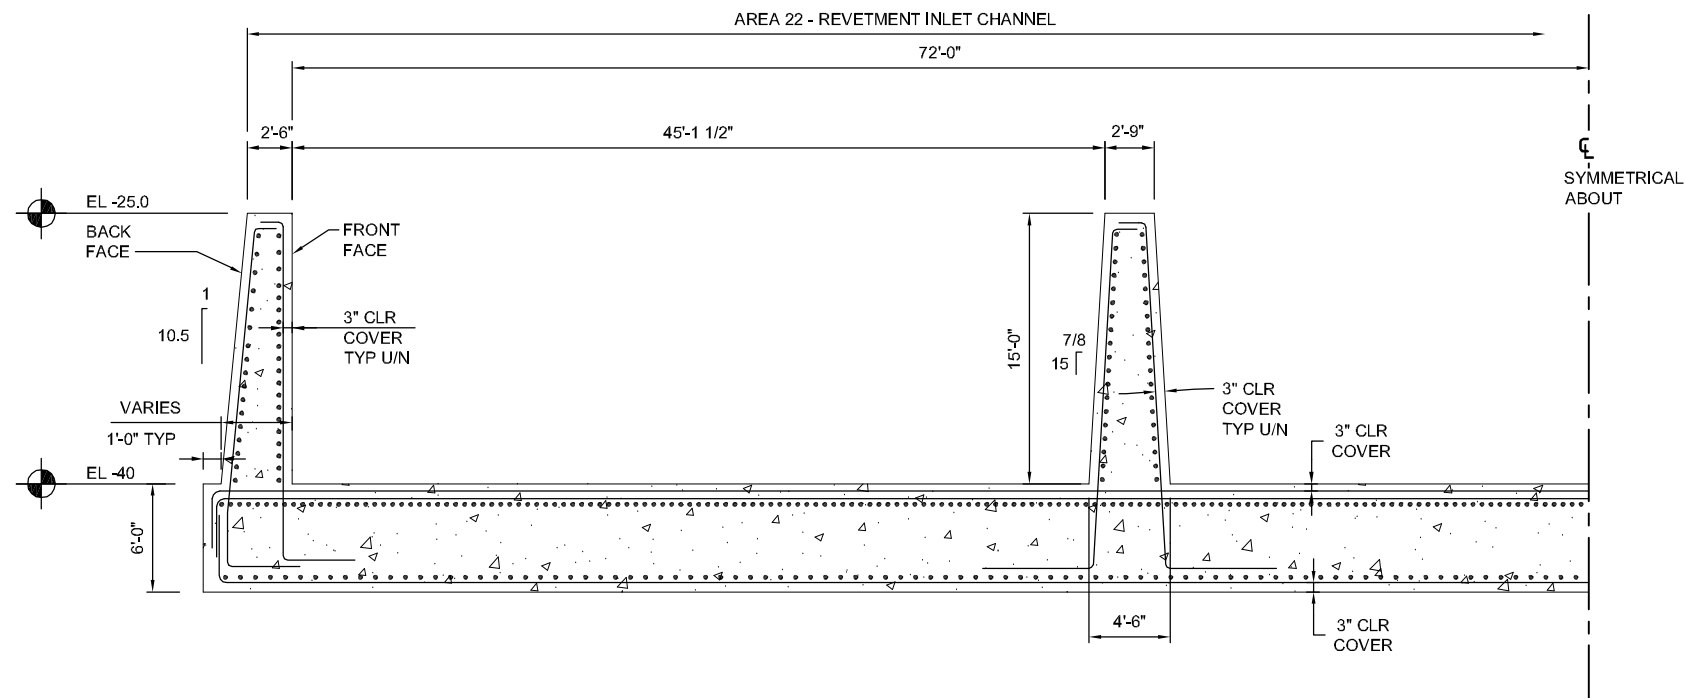 AREA 22 - REVETMENT INLET CHANNEL
72'-0"
2'-6"
45'-1 1/2"
2'-9"
℄
SYMMETRICAL
ABOUT
EL -25.0
BACK
FACE
FRONT
FACE
1
10.5
3" CLR
COVER
TYP U/N
15'-0"
7/8
15
3" CLR
COVER
TYP U/N
VARIES
1'-0" TYP
3" CLR
COVER
EL -40
6'-0"
4'-6"
3" CLR
COVER